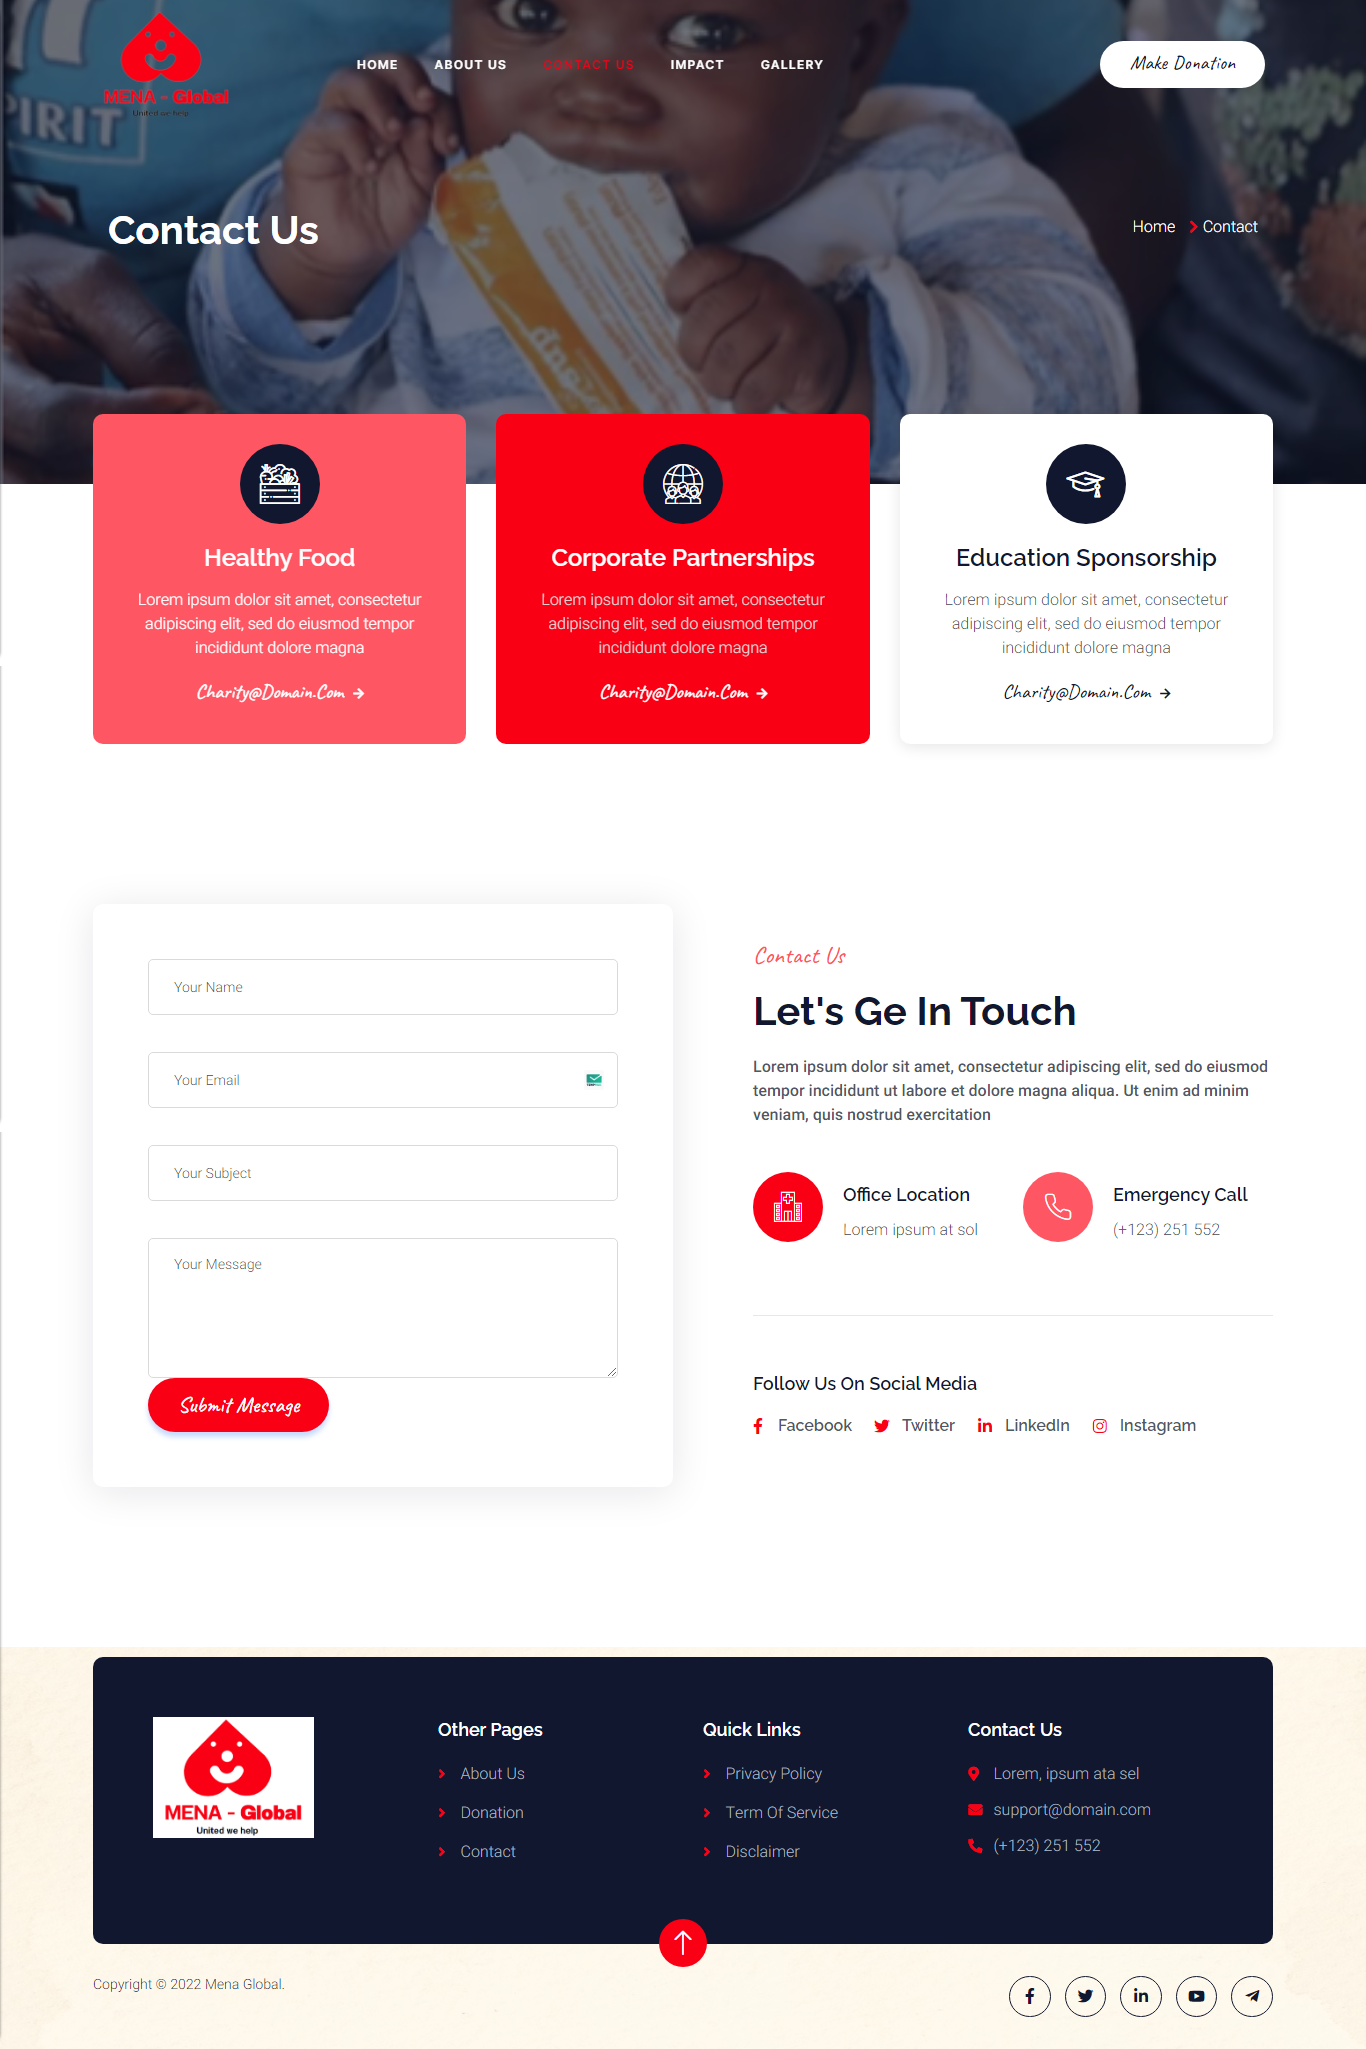 MENA - Global
United we help
HOME
ABOUT US
CONTACT US
IMPACT
GALLERY
Make Donation
PIRIT
Contact Us
Home
Contact
Healthy Food
Lorem ipsum dolor sit amet, consectetur
adipiscing elit, sed do eiusmod tempor
incididunt dolore magna
Charity@Domain.Com
Corporate Partnerships
Lorem ipsum dolor sit amet, consectetur
adipiscing elit, sed do eiusmod tempor
incididunt dolore magna
Charity@Domain.Com
Education Sponsorship
Lorem ipsum dolor sit amet, consectetur
adipiscing elit, sed do eiusmod tempor
incididunt dolore magna
Charity@Domain.Com
Your Name
Your Email
Your Subject
Your Message
Submit Message
Contact Us
Let's Ge In Touch
Lorem ipsum dolor sit amet, consectetur adipiscing elit, sed do eiusmod
tempor incididunt ut labore et dolore magna aliqua. Ut enim ad minim
veniam, quis nostrud exercitation
Office Location
Lorem ipsum at sol
Emergency Call
(+123) 251 552
Follow Us On Social Media
Facebook
Twitter
LinkedIn
Instagram
MENA - Global
United we help
Other Pages
About Us
Donation
Contact
Quick Links
Privacy Policy
Term Of Service
Disclaimer
Contact Us
Lorem, ipsum ata sel
support@domain.com
(+123) 251 552
Copyright © 2022 Mena Global.